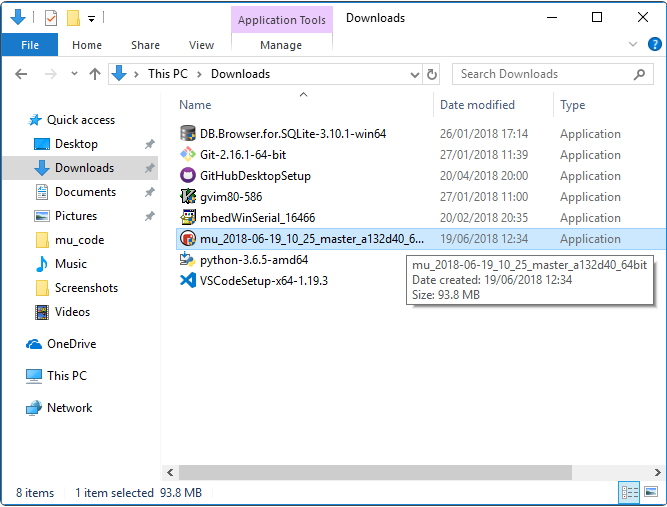 Application Tools Downloads
File Home Share View Manage
This PC Downloads Search Downloads
Name Date modified Type
Quick access
Desktop
Downloads
Documents
Pictures
mu_code
Music
Screenshots
Videos
OneDrive
This PC
Network
DB.Browser.for.SQLite-3.10.1-win64 26/01/2018 17:14 Application
Git-2.16.1-64-bit 27/01/2018 11:39 Application
GitHubDesktopSetup 20/04/2018 20:00 Application
gvim80-586 27/01/2018 11:00 Application
mbedWinSerial_16466 20/02/2018 20:35 Application
mu_2018-06-19_10_25_master_a132d40_6... 19/06/2018 12:34 Application
python-3.6.5-amd64
VSCodeSetup-x64-1.19.3
mu_2018-06-19_10_25_master_a132d40_64bit
Date created: 19/06/2018 12:34
Size: 93.8 MB
8 items 1 item selected 93.8 MB